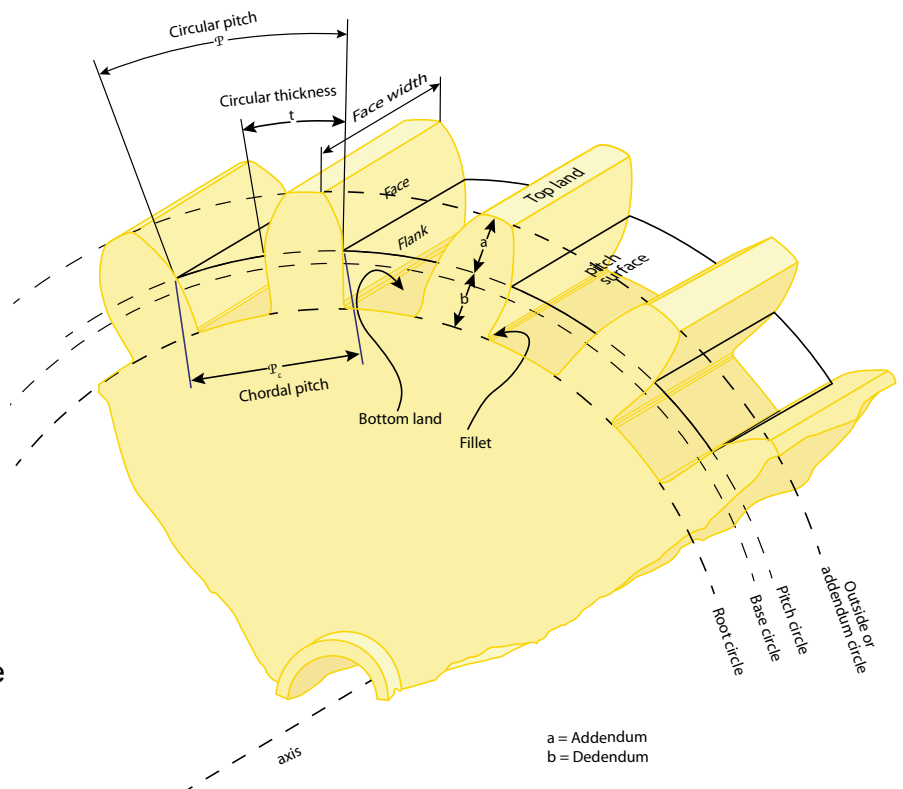 Circular pitch
P
Circular thickness
t
Face width
Face
Flank
Top land
a
b
pitch
surface
P c
Chordal pitch
Bottom land
Fillet
Outside or
addendum circle
Pitch circle
Base circle
Root circle
e
axis
a = Addendum
b = Dedendum